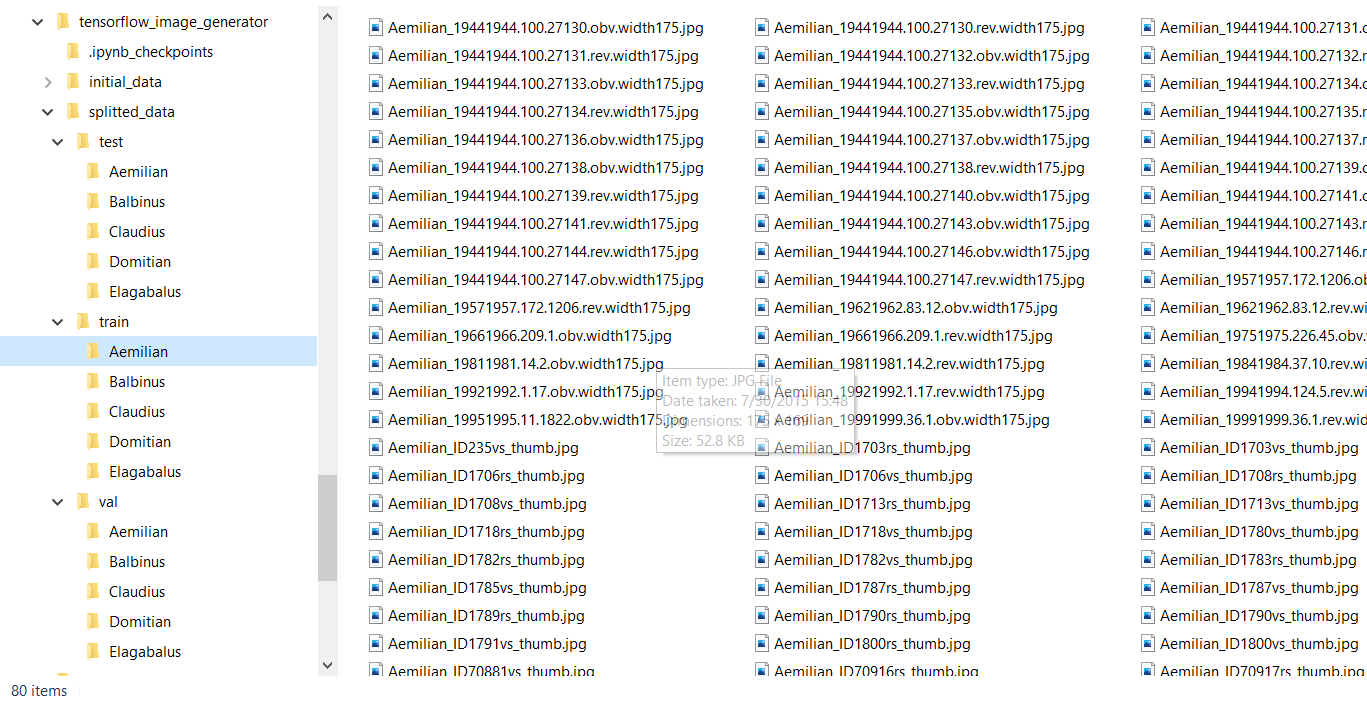 tensorflow_image_generator
.ipynb_checkpoints
initial_data
splitted_data
test
Aemilian
Balbinus
Claudius
Domitian
Elagabalus
train
Aemilian
Balbinus
Claudius
Domitian
Elagabalus
val
Aemilian
Balbinus
Claudius
Domitian
Elagabalus
80 items
Aemilian_19441944.100.27130.obv.width175.jpg Aemilian_19441944.100.27130.rev.width175.jpg Aemilian_19441944.100.27131.o
Aemilian_19441944.100.27131.rev.width175.jpg Aemilian_19441944.100.27132.obv.width175.jpg Aemilian_19441944.100.27132.r
Aemilian_19441944.100.27133.obv.width175.jpg Aemilian_19441944.100.27133.rev.width175.jpg Aemilian_19441944.100.27134.o
Aemilian_19441944.100.27134.rev.width175.jpg Aemilian_19441944.100.27135.obv.width175.jpg Aemilian_19441944.100.27135.r
Aemilian_19441944.100.27136.obv.width175.jpg Aemilian_19441944.100.27137.obv.width175.jpg Aemilian_19441944.100.27137.r
Aemilian_19441944.100.27138.obv.width175.jpg Aemilian_19441944.100.27138.rev.width175.jpg Aemilian_19441944.100.27139.o
Aemilian_19441944.100.27139.rev.width175.jpg Aemilian_19441944.100.27140.obv.width175.jpg Aemilian_19441944.100.27141.o
Aemilian_19441944.100.27141.rev.width175.jpg Aemilian_19441944.100.27143.obv.width175.jpg Aemilian_19441944.100.27143.r
Aemilian_19441944.100.27144.rev.width175.jpg Aemilian_19441944.100.27146.obv.width175.jpg Aemilian_19441944.100.27146.r
Aemilian_19441944.100.27147.obv.width175.jpg Aemilian_19441944.100.27147.rev.width175.jpg Aemilian_19571957.172.1206.ob
Aemilian_19571957.172.1206.rev.width175.jpg Aemilian_19621962.83.12.obv.width175.jpg Aemilian_19621962.83.12.rev.wi
Aemilian_19661966.209.1.obv.width175.jpg Aemilian_19661966.209.1.rev.width175.jpg Aemilian_19751975.226.45.obv
Aemilian_19811981.14.2.obv.width175.jpg Aemilian_19811981.14.2.rev.width175.jpg Aemilian_19841984.37.10.rev.wi
Aemilian_19921992.1.17.obv.width175.jpg Aemilian_19921992.1.17.rev.width175.jpg Aemilian_19941994.124.5.rev.wi
Aemilian_19951995.11.1822.obv.width175.jpg Aemilian_19991999.36.1.obv.width175.jpg Aemilian_19991999.36.1.rev.wid
Aemilian_ID235vs_thumb.jpg Aemilian_ID1703rs_thumb.jpg Aemilian_ID1703vs_thumb.jpg
Aemilian_ID1706rs_thumb.jpg Aemilian_ID1706vs_thumb.jpg Aemilian_ID1708rs_thumb.jpg
Aemilian_ID1708vs_thumb.jpg Aemilian_ID1713rs_thumb.jpg Aemilian_ID1713vs_thumb.jpg
Aemilian_ID1718rs_thumb.jpg Aemilian_ID1718vs_thumb.jpg Aemilian_ID1780vs_thumb.jpg
Aemilian_ID1782rs_thumb.jpg Aemilian_ID1782vs_thumb.jpg Aemilian_ID1783rs_thumb.jpg
Aemilian_ID1785vs_thumb.jpg Aemilian_ID1787rs_thumb.jpg Aemilian_ID1787vs_thumb.jpg
Aemilian_ID1789rs_thumb.jpg Aemilian_ID1790rs_thumb.jpg Aemilian_ID1790vs_thumb.jpg
Aemilian_ID1791vs_thumb.jpg Aemilian_ID1800rs_thumb.jpg Aemilian_ID1800vs_thumb.jpg
Aemilian_ID70881vs_thumb.jpg Aemilian_ID70916rs_thumb.jpg Aemilian_ID70917rs_thumb.jpg
Item type: JPG File
Date taken: 7/30/2015 15:48
Dimensions:
Size: 52.8 KB